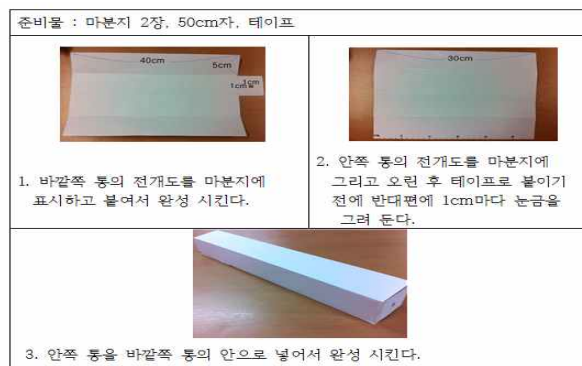 준비물 : 마분지 2장, 50cm자, 테이프
40cm
5cm
1cm
1cm
30cm
1. 바깥쪽 통의 전개도를 마분지에
표시하고 붙여서 완성 시킨다.
2. 안쪽 통의 전개도를 마분지에
그리고 오린 후 테이프로 붙이기
전에 반대편에 1cm마다 눈금을
그려 둔다.
3. 안쪽 통을 바깥쪽 통의 안으로 넣어서 완성 시킨다.